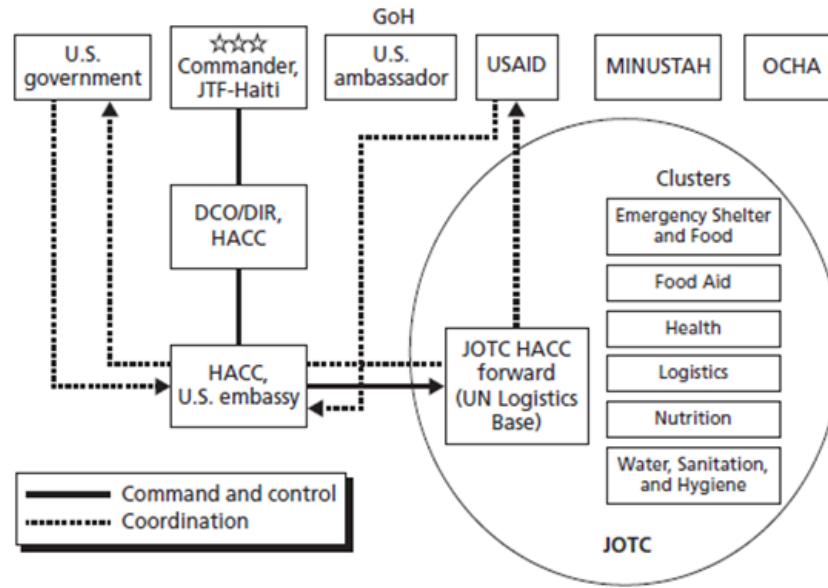 GoH
U.S.
government
Commander,
JTF-Haiti
U.S.
ambassador
USAID
MINUSTAH
OCHA
DCO/DIR,
HACC
HACC,
U.S. embassy
JOTC HACC
forward
(UN Logistics
Base)
Clusters
Emergency Shelter
and Food
Food Aid
Health
Logistics
Nutrition
Water, Sanitation,
and Hygiene
JOTC
Command and control
Coordination